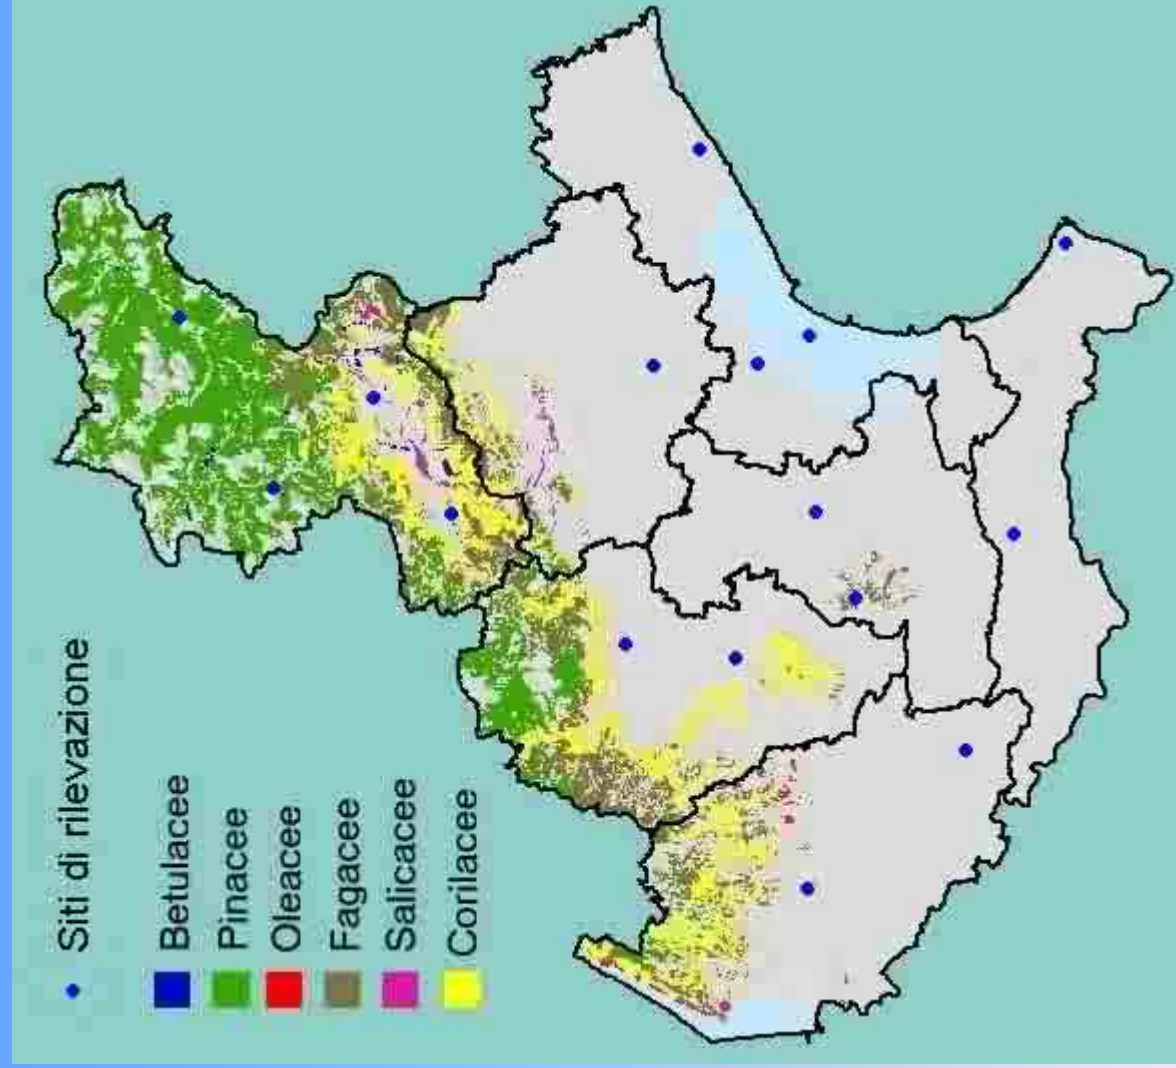 Siti di rilevazione
Betulacee
Pinacee
Oleacee
Fagacee
Salicacee
Corilacee